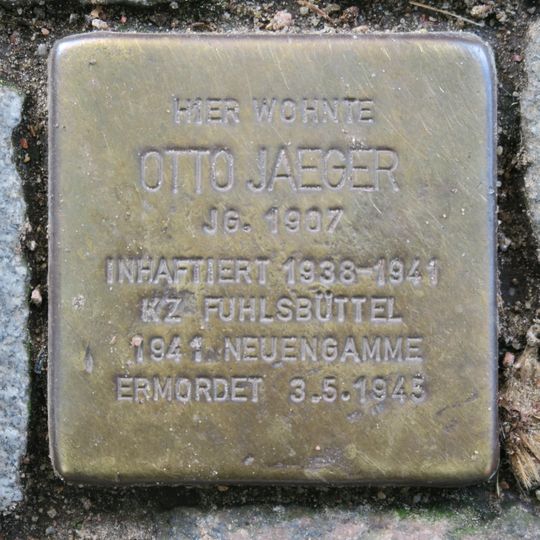 HIER WOHNTE
OTTO JAEGER
JG. 1907
INHAFTIERT 1938-1941
KZ FUHLSBÜTTEL
1941 NEUENGAMME
ERMORDET 3.5.1945